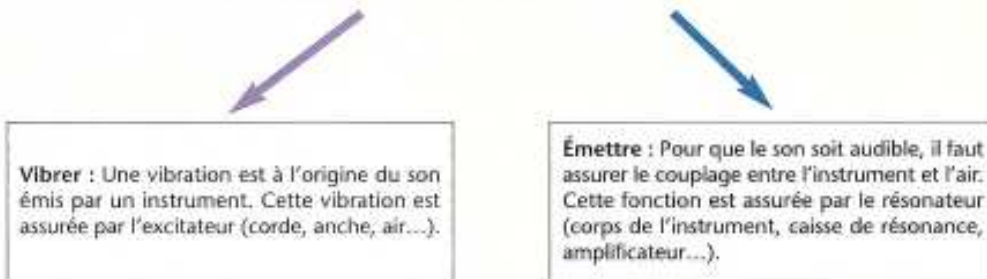 Vibrer : Une vibration est à l'origine du son
émis par un instrument. Cette vibration est
assurée par l'excitateur (corde, anche, air...).
Émettre : Pour que le son soit audible, il faut
assurer le couplage entre l'instrument et l'air.
Cette fonction est assurée par le résonateur
(corps de l'instrument, caisse de résonance,
amplificateur...).